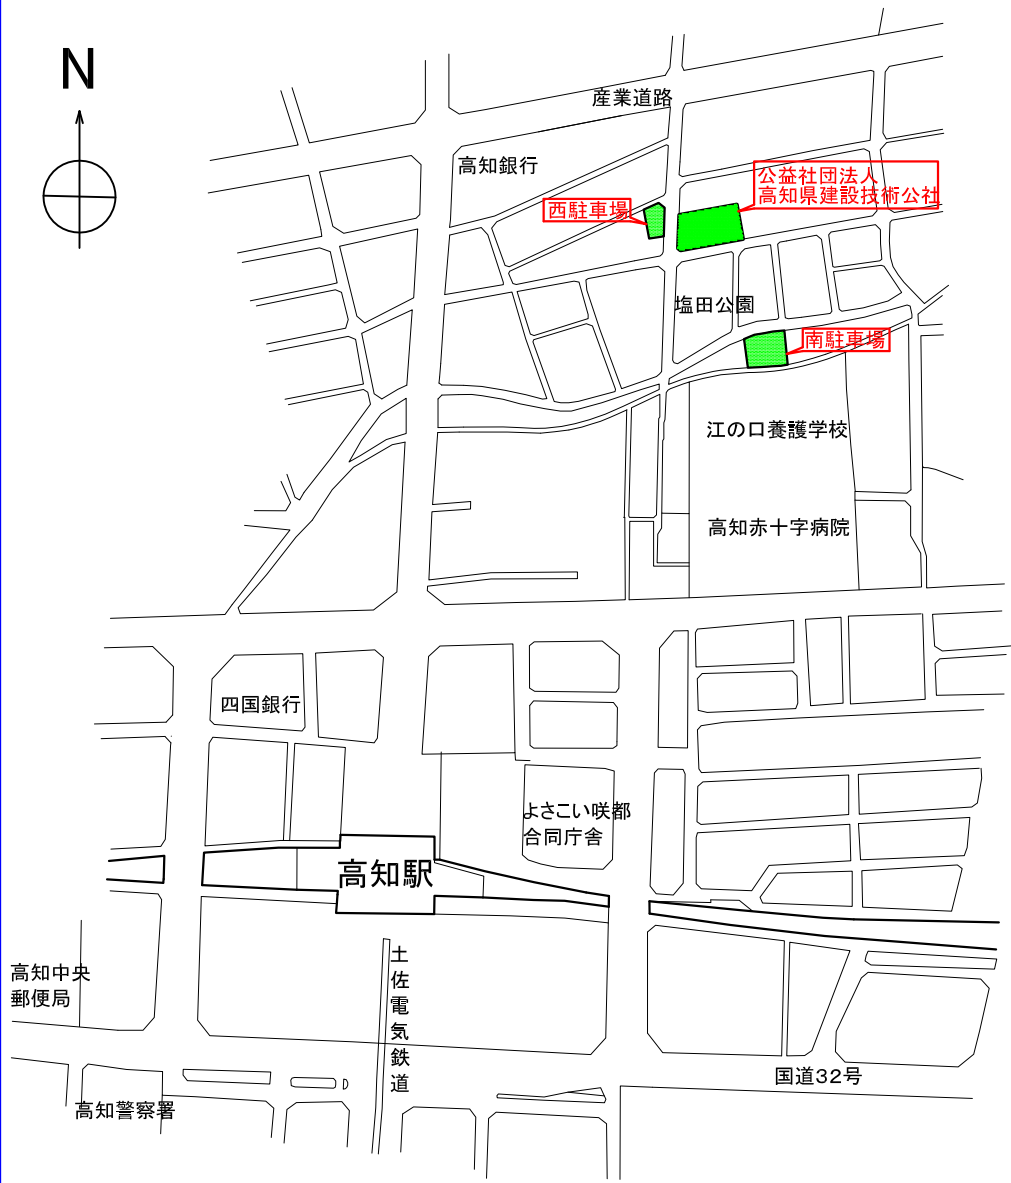 N
産業道路
高知銀行
公益社団法人
高知県建設技術公社
西駐車場
塩田公園
南駐車場
江の口養護学校
高知赤十字病院
四国銀行
よさこい咲都
合同庁舎
高知駅
高知中央
郵便局
土佐電気鉄道
国道32号
高知警察署